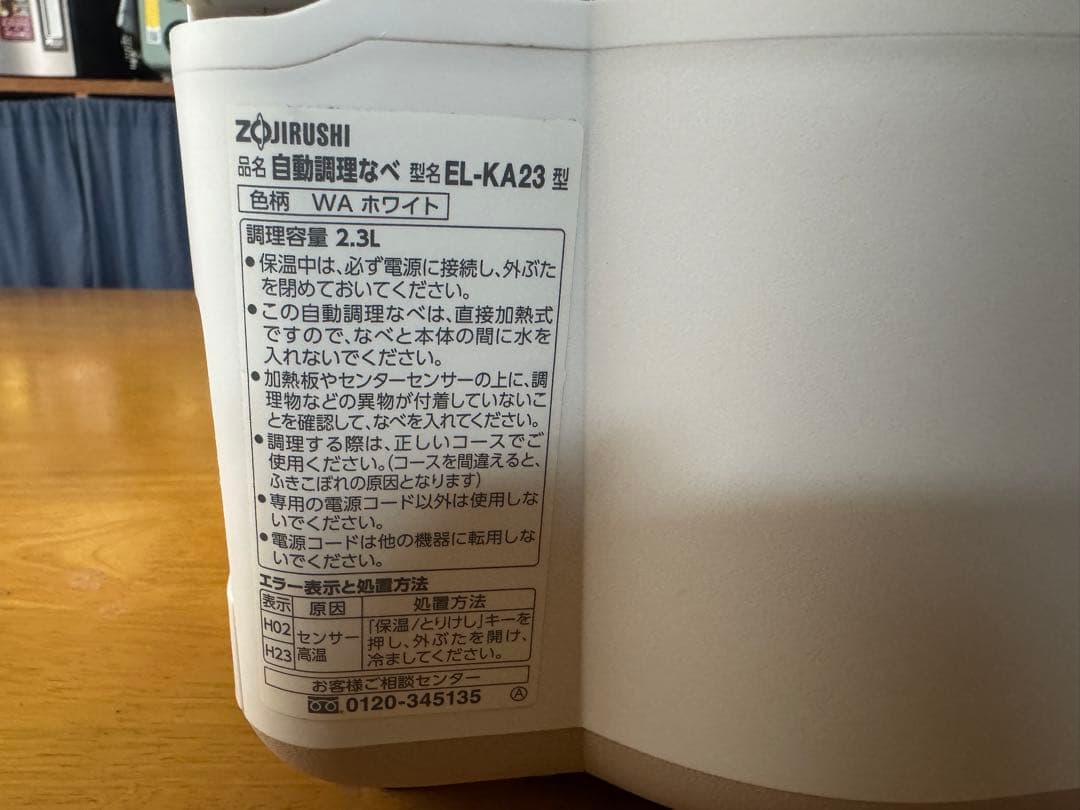 ZOJIRUSHI
品名 自動調理なべ 型名 EL-KA23 型
色柄 WA ホワイト
調理容量 2.3L
●保温中は、必ず電源に接続し、外ぶた
を閉めておいてください。
●この自動調理なべは、直接加熱式
ですので、なべと本体の間に水を
入れないでください。
●加熱板やセンターセンサーの上に、調
理物などの異物が付着していないこ
とを確認して、なべを入れてください。
●調理する際は、正しいコースでご
使用ください。(コースを間違えると、
ふきこぼれの原因となります)
●専用の電源コード以外は使用しな
いでください。
●電源コードは他の機器に転用しな
いでください。
エラー表示と処置方法
表示 原因 処置方法
H02 H23 センサー
高温
「保温/とりけし」キーを
押し、外ぶたを開け、
冷ましてください。
お客様ご相談センター
0120-345135 Ⓐ